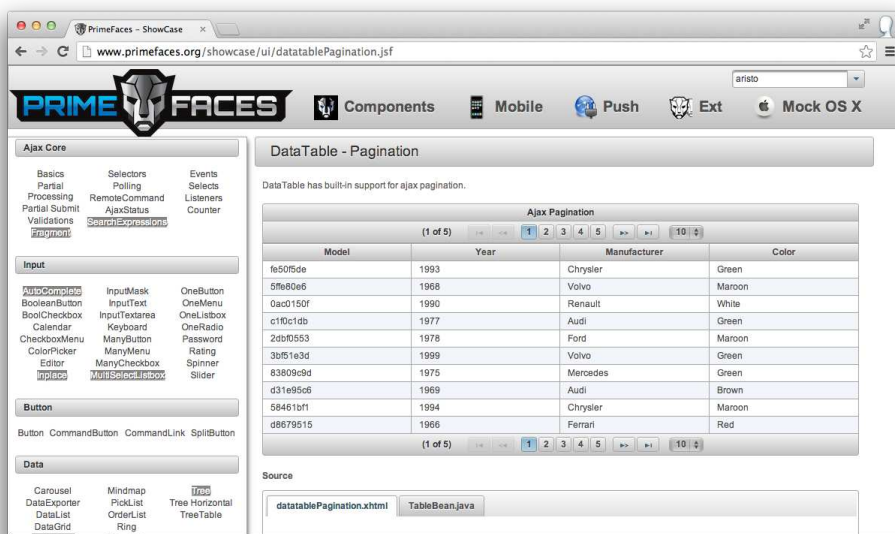 PrimeFaces - ShowCase
www.primefaces.org/showcase/ui/datatablePagination.jsf
aristo
PRIME FACES
Components Mobile Push Ext Mock OS X
Ajax Core
Basics Selectors Events
Partial Processing Polling Selects
RemoteCommand Listeners
Partial Submit AjaxStatus Counter
Validations SearchExpressions
Fragment
Input
AutoComplete InputMask OneButton
BooleanButton InputText OneMenu
BoolCheckbox InputTextarea OneListbox
Calendar Keyboard OneRadio
CheckboxMenu ManyButton Password
ColorPicker ManyMenu Rating
Editor ManyCheckbox Spinner
Inplace MultiSelectListbox Slider
Button
Button CommandButton CommandLink SplitButton
Data
Carousel Mindmap Tree
DataExporter PickList Tree Horizontal
DataList OrderList TreeTable
DataGrid Ring
DataTable - Pagination
DataTable has built-in support for ajax pagination.
Ajax Pagination
(1 of 5) 1 2 3 4 5 10
Model Year Manufacturer Color
fe50f5de 1993 Chrysler Green
5ffe80e6 1968 Volvo Maroon
0ac0150f 1990 Renault White
c1f0c1db 1977 Audi Green
2dbf0553 1978 Ford Maroon
3bf51e3d 1999 Volvo Green
83809c9d 1975 Mercedes Green
d31e95c6 1969 Audi Brown
58461bf1 1994 Chrysler Maroon
d8679515 1966 Ferrari Red
(1 of 5) 1 2 3 4 5 10
Source
datatablePagination.xhtml TableBean.java